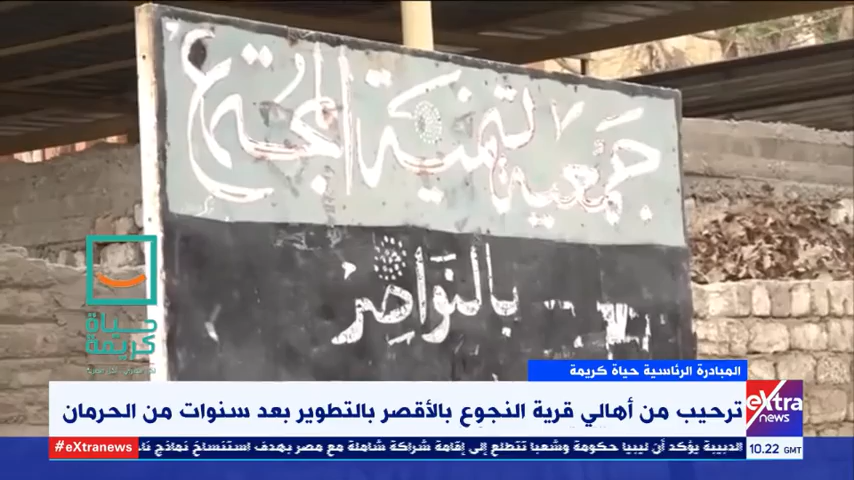 جمعية تنمية المجتمع
بالنواصر
حياة
كريمة
المبادرة الرئاسية حياة كريمة
ترحيب من أهالي قرية النجوع بالأقصر بالتطوير بعد سنوات من الحرمان
eXtra
news
#eXtranews
الدبيبة يؤكد أن ليبيا حكومة وشعبا تتطلع إلى إقامة شراكة شاملة مع مصر بهدف استنساخ نماذج
10.22 GMT